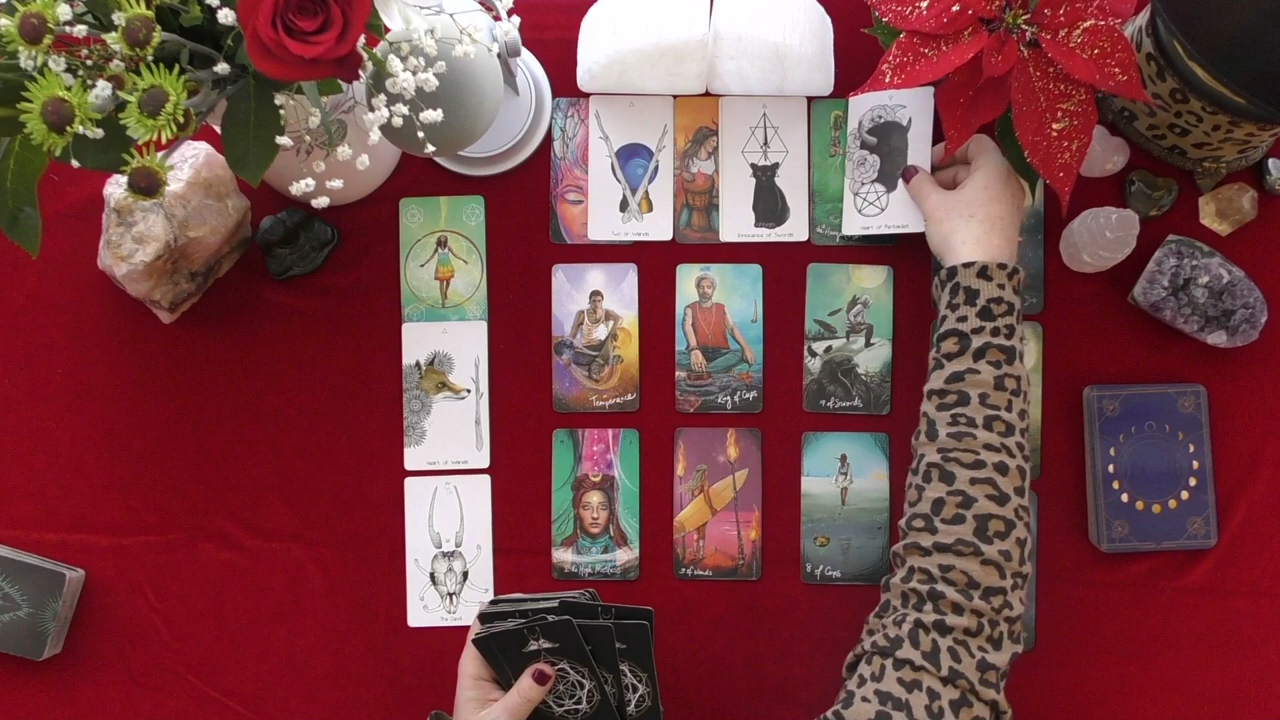 Two of Wands
Innocence of Swords
Heart of Pentacles
Temperance
King of Cups
9 of Swords
Heart of Wands
The High Priestess
3 of Wands
8 of Cups
The Devil